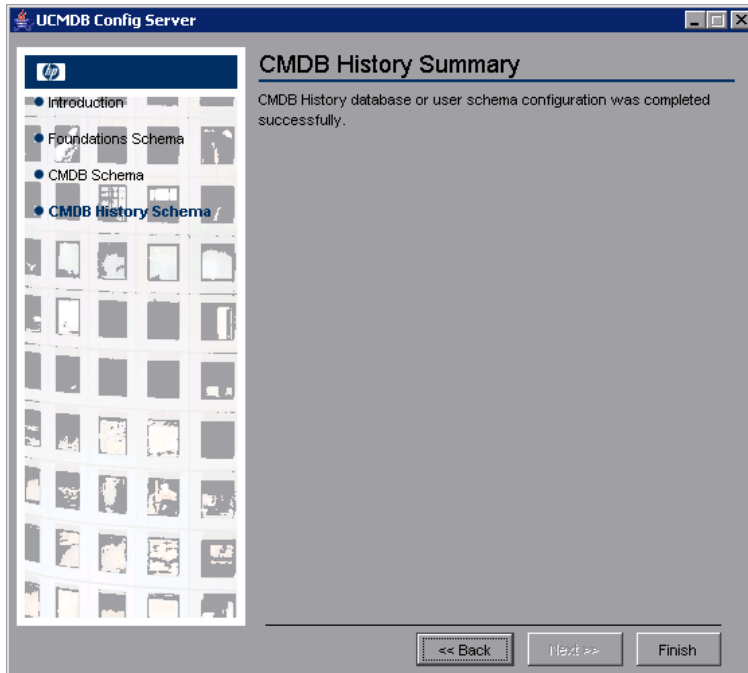 UCMDB Config Server
hp
Introduction
Foundations Schema
CMDB Schema
CMDB History Schema
CMDB History Summary
CMDB History database or user schema configuration was completed
successfully.
<< Back
Next >>
Finish